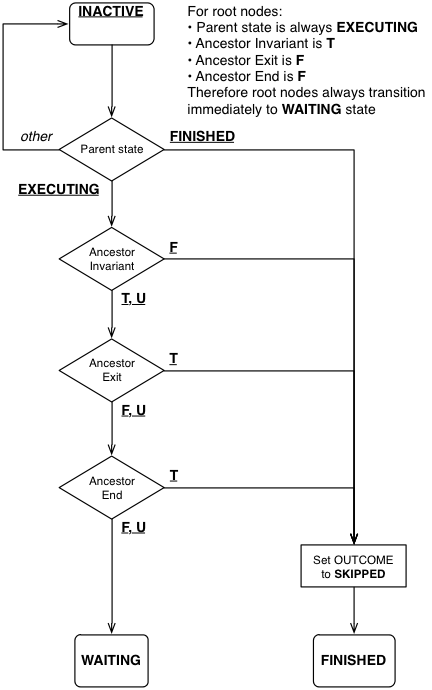 INACTIVE
For root nodes:
• Parent state is always EXECUTING
• Ancestor Invariant is T
• Ancestor Exit is F
• Ancestor End is F
Therefore root nodes always transition
immediately to WAITING state
other
Parent state
FINISHED
EXECUTING
Ancestor
Invariant
F
T, U
Ancestor
Exit
T
F, U
Ancestor
End
T
F, U
Set OUTCOME
to SKIPPED
WAITING
FINISHED